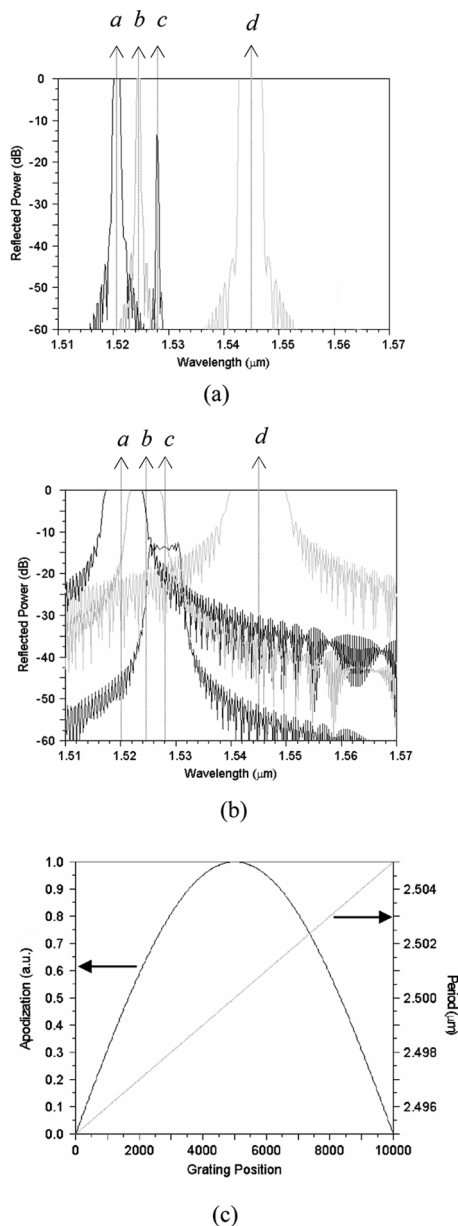 a b c d
0
-10
-20
-30
-40
-50
-60
Reflected Power (dB)
1.51 1.52 1.53 1.54 1.55 1.56 1.57
Wavelength (μm)
(a)
a b c d
0
-10
-20
-30
-40
-50
-60
Reflected Power (dB)
1.51 1.52 1.53 1.54 1.55 1.56 1.57
Wavelength (μm)
(b)
1.0
0.9
0.8
0.7
0.6
0.5
0.4
0.3
0.2
0.1
0.0
Apodization (a.u.)
2.504
2.502
2.500
2.498
2.496
Period (μm)
0 2000 4000 6000 8000 10000
Grating Position
(c)